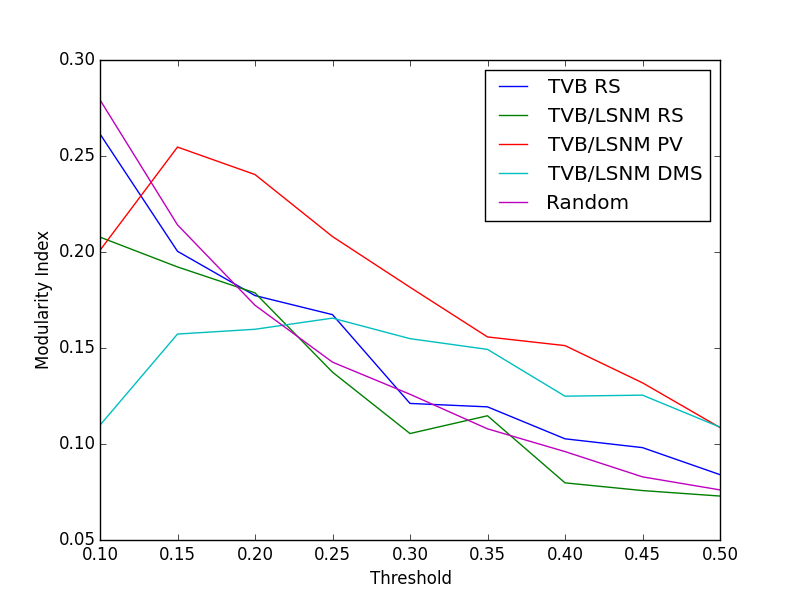 0.30
0.25
0.20
0.15
0.10
0.05
Modularity Index
TVB RS
TVB/LSNM RS
TVB/LSNM PV
TVB/LSNM DMS
Random
0.10 0.15 0.20 0.25 0.30 0.35 0.40 0.45 0.50
Threshold